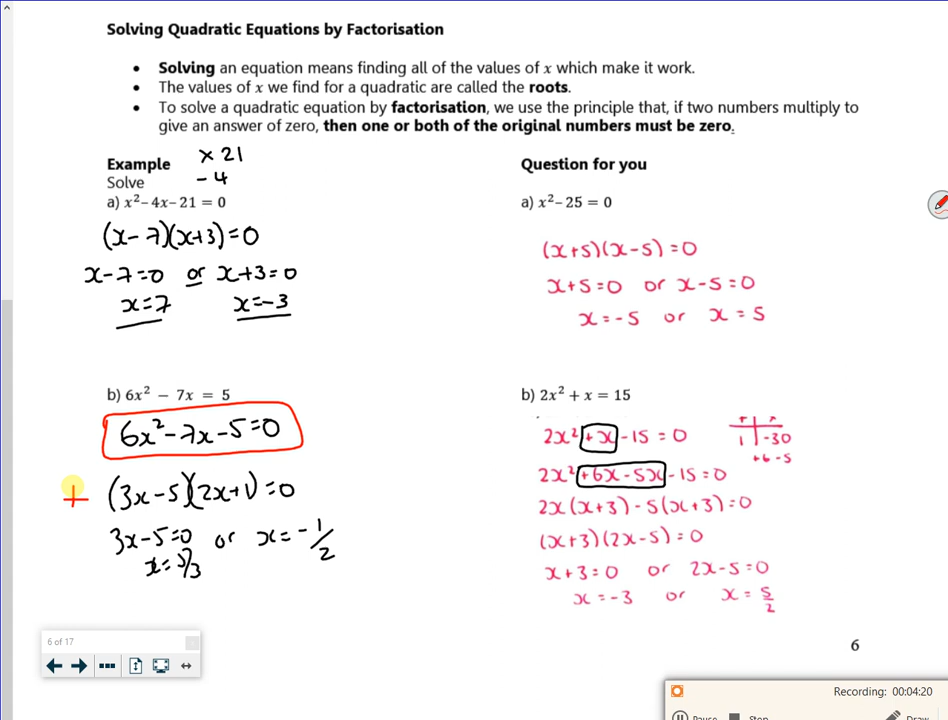 Solving Quadratic Equations by Factorisation
• Solving an equation means finding all of the values of x which make it work.
• The values of x we find for a quadratic are called the roots.
• To solve a quadratic equation by factorisation, we use the principle that, if two numbers multiply to
give an answer of zero, then one or both of the original numbers must be zero.
Example
× 21
Solve
- 4
a) x² – 4x – 21 = 0
(x - 7)(x+3) = 0
x-7=0 or x+3=0
x=7 x=-3
b) 6x² – 7x = 5
6x²-7x-5=0
+ (3x-5)(2x+1)=0
3x-5=0 or x=-1/2
x=5/3
Question for you
a) x² – 25 = 0
(x+5)(x-5)=0
x+5=0 or x-5=0
x=-5 or x=5
b) 2x² + x = 15
2x²+x-15=0
+ ×
1 -30
+6 -5
2x²+6x-5x-15=0
2x(x+3)-5(x+3)=0
(x+3)(2x-5)=0
x+3=0 or 2x-5=0
x=-3 or x=5/2
6 of 17
6
Recording: 00:04:20
Pause Stop Draw